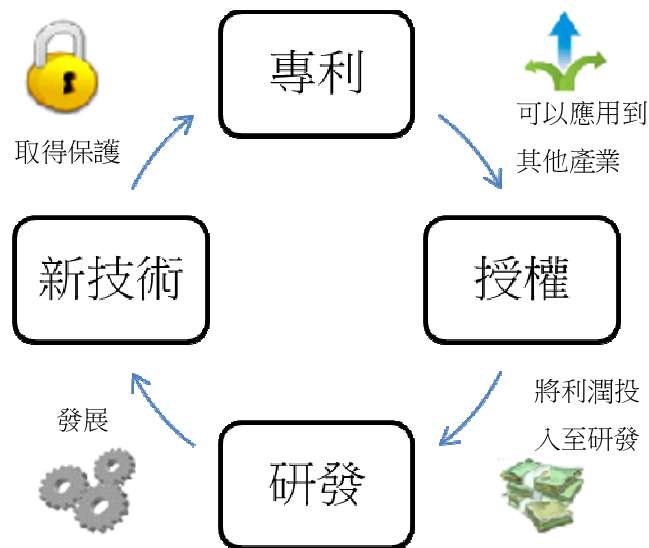 專利
可以應用到
其他產業
取得保護
新技術
授權
將利潤投
入至研發
發展
研發